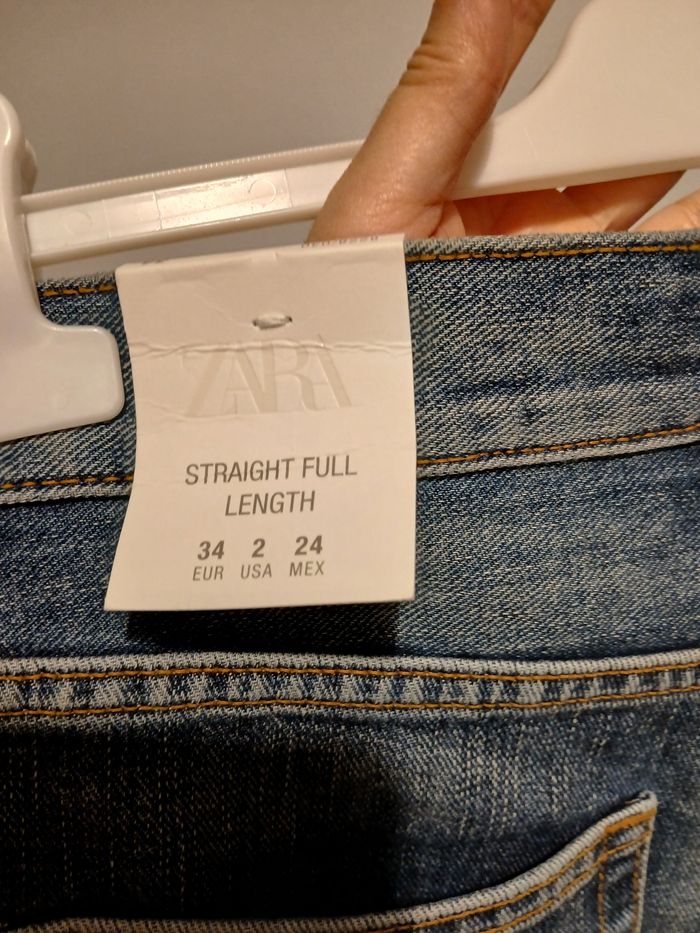 ZARA
STRAIGHT FULL
LENGTH
34 2 24
EUR USA MEX